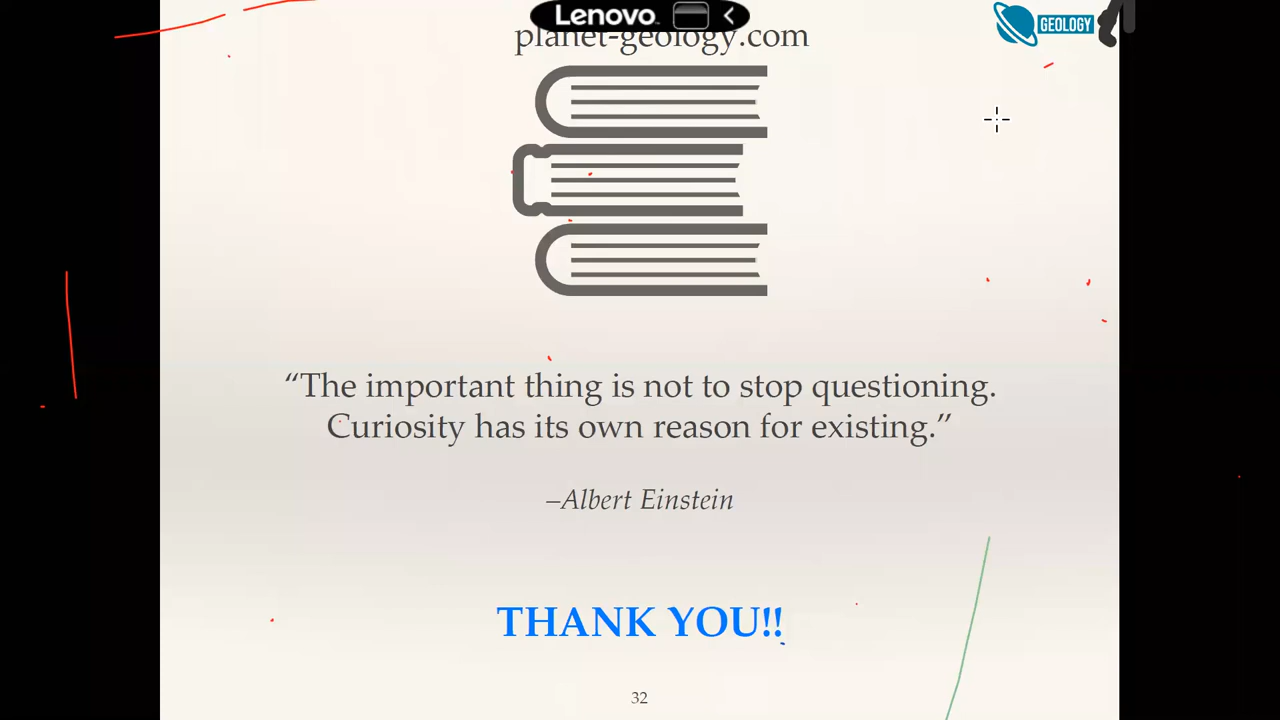 Lenovo
GEOLOGY
planet-geology.com
“The important thing is not to stop questioning.
Curiosity has its own reason for existing.”
–Albert Einstein
THANK YOU!!
32